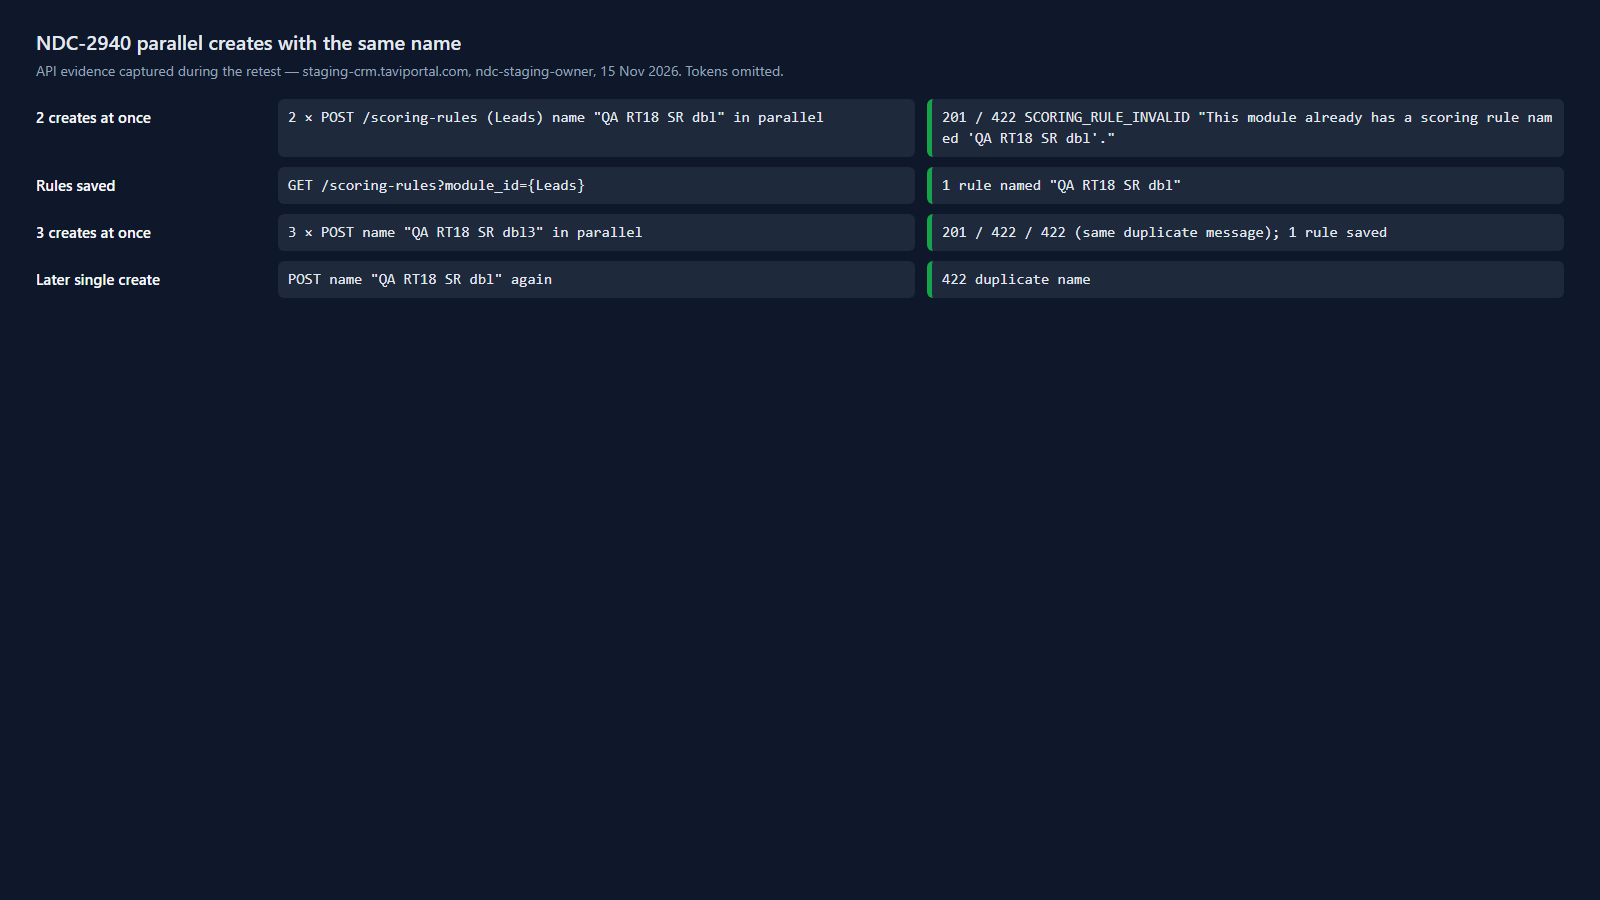 NDC-2940 parallel creates with the same name
API evidence captured during the retest — staging-crm.taviportal.com, ndc-staging-owner, 15 Nov 2026. Tokens omitted.
2 creates at once
2 × POST /scoring-rules (Leads) name "QA RT18 SR dbl" in parallel
201 / 422 SCORING_RULE_INVALID "This module already has a scoring rule nam
ed 'QA RT18 SR dbl'."
Rules saved
GET /scoring-rules?module_id={Leads}
1 rule named "QA RT18 SR dbl"
3 creates at once
3 × POST name "QA RT18 SR dbl3" in parallel
201 / 422 / 422 (same duplicate message); 1 rule saved
Later single create
POST name "QA RT18 SR dbl" again
422 duplicate name